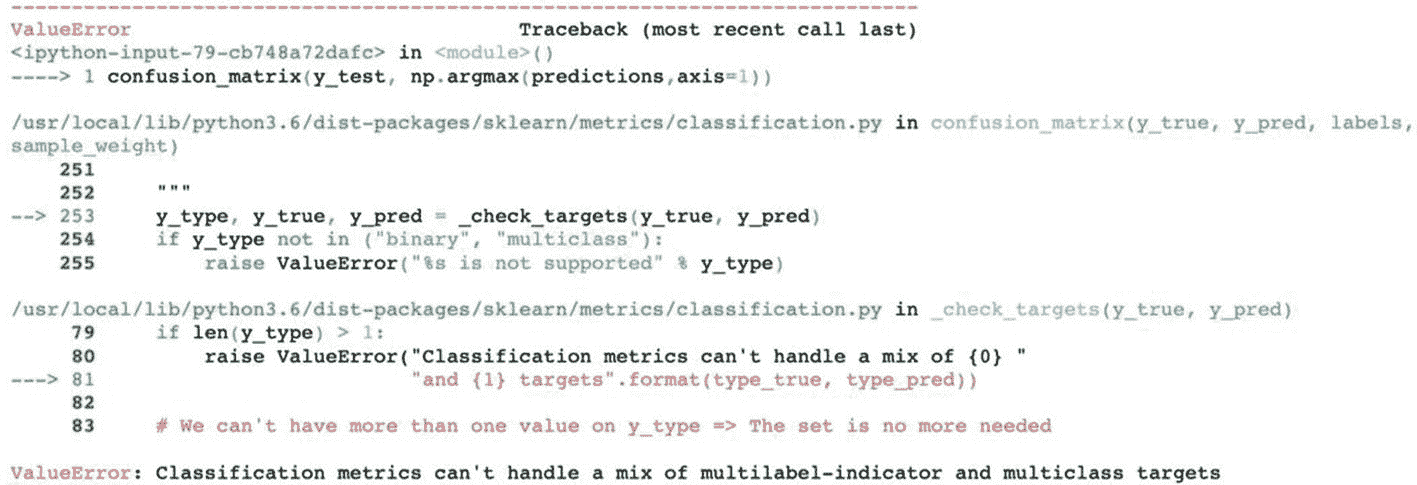 ---------------------------------------------------------------------------
ValueError                                Traceback (most recent call last)
<ipython-input-79-cb748a72dafc> in <module>()
----> 1 confusion_matrix(y_test, np.argmax(predictions,axis=1))
/usr/local/lib/python3.6/dist-packages/sklearn/metrics/classification.py in confusion_matrix(y_true, y_pred, labels,
sample_weight)
    251
    252     """
--> 253     y_type, y_true, y_pred = _check_targets(y_true, y_pred)
    254     if y_type not in ("binary", "multiclass"):
    255         raise ValueError("%s is not supported" % y_type)
/usr/local/lib/python3.6/dist-packages/sklearn/metrics/classification.py in _check_targets(y_true, y_pred)
     79     if len(y_type) > 1:
     80         raise ValueError("Classification metrics can't handle a mix of {0} "
---> 81                          "and {1} targets".format(type_true, type_pred))
     82
     83     # We can't have more than one value on y_type => The set is no more needed
ValueError: Classification metrics can't handle a mix of multilabel-indicator and multiclass targets